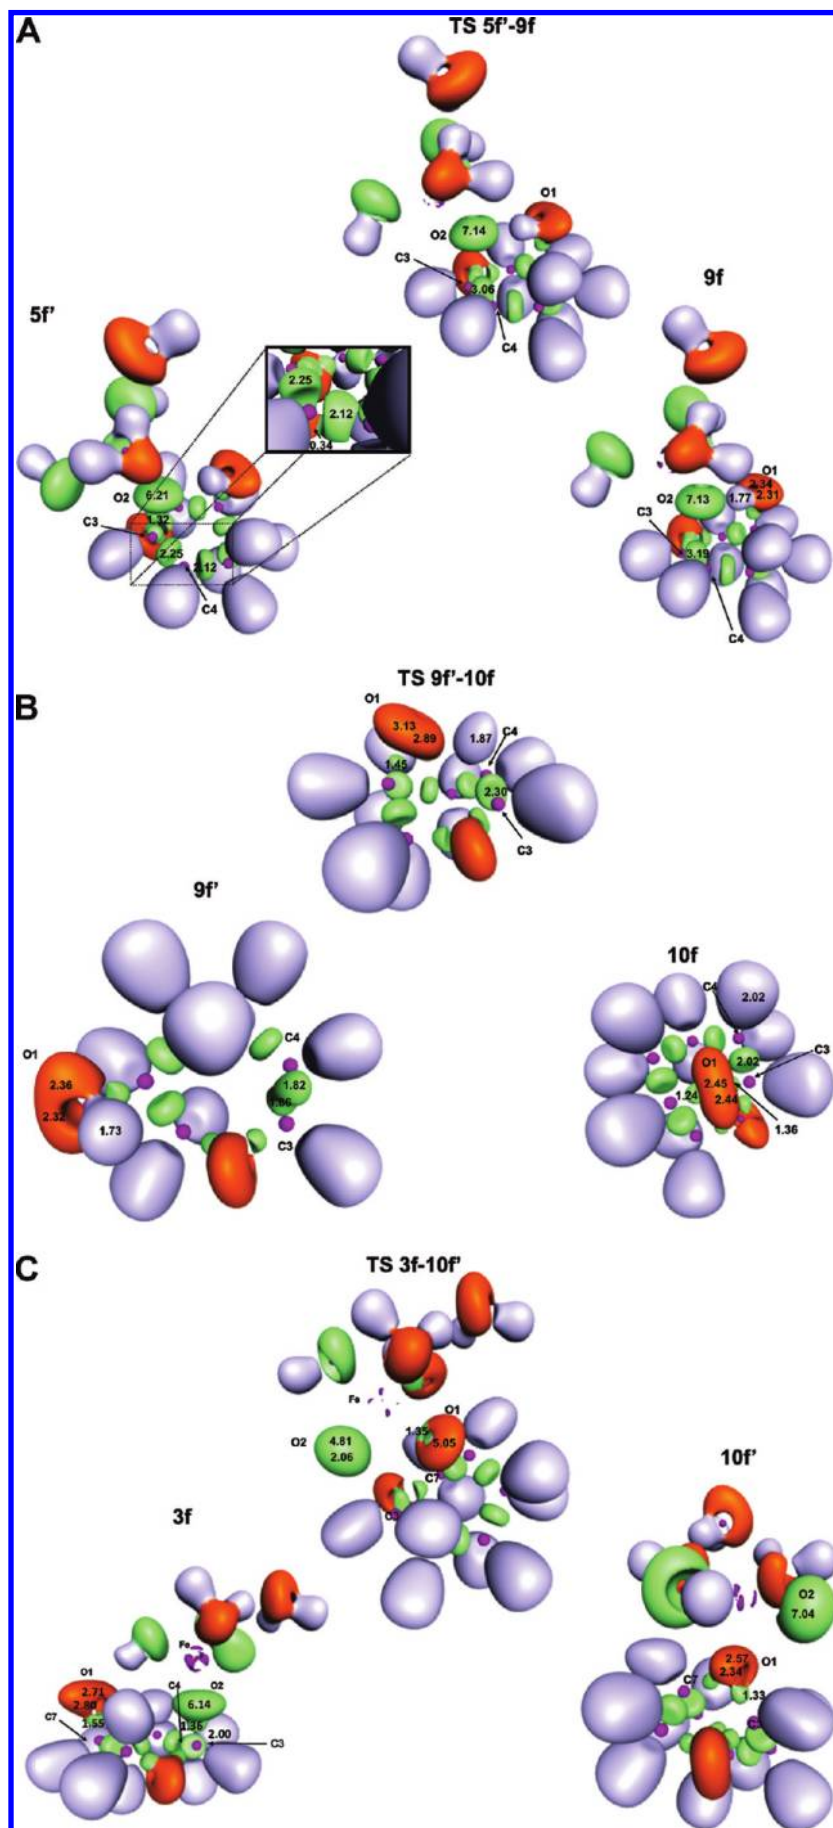 A
TS 5f'-9f
O1
O2
7.14
C3
3.06
C4
9f
5f'
2.25
2.12
0.34
O2
6.21
1.32
C3
2.25
2.12
C4
O1
2.34
2.31
1.77
O2
7.13
C3
3.19
C4
B
TS 9f'-10f
O1
3.13
2.89
1.87
C4
1.45
2.30
C3
9f'
O1
2.36
2.32
1.73
C4
1.82
1.86
C3
10f
C4
2.02
2.02
C3
O1
2.45
2.44
1.24
1.36
C
TS 3f-10f'
Fe
O1
1.35
5.05
O2
4.81
2.06
C7
C3
3f
Fe
O1
2.71
2.80
1.55
C7
C4
O2
6.14
1.36
2.00
C3
10f'
O2
7.04
2.57
2.34
O1
1.33
C7